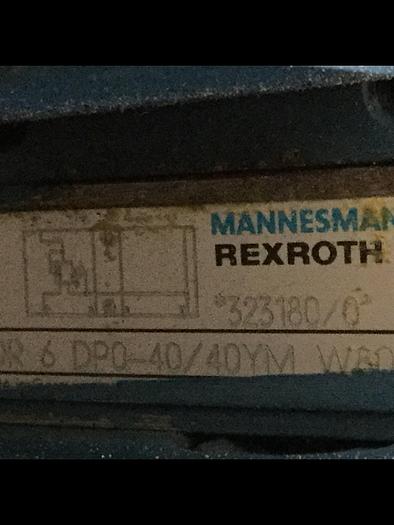 MANNESMAN
REXROTH
*323180/0*
DR 6 DP0-40/40YM W80